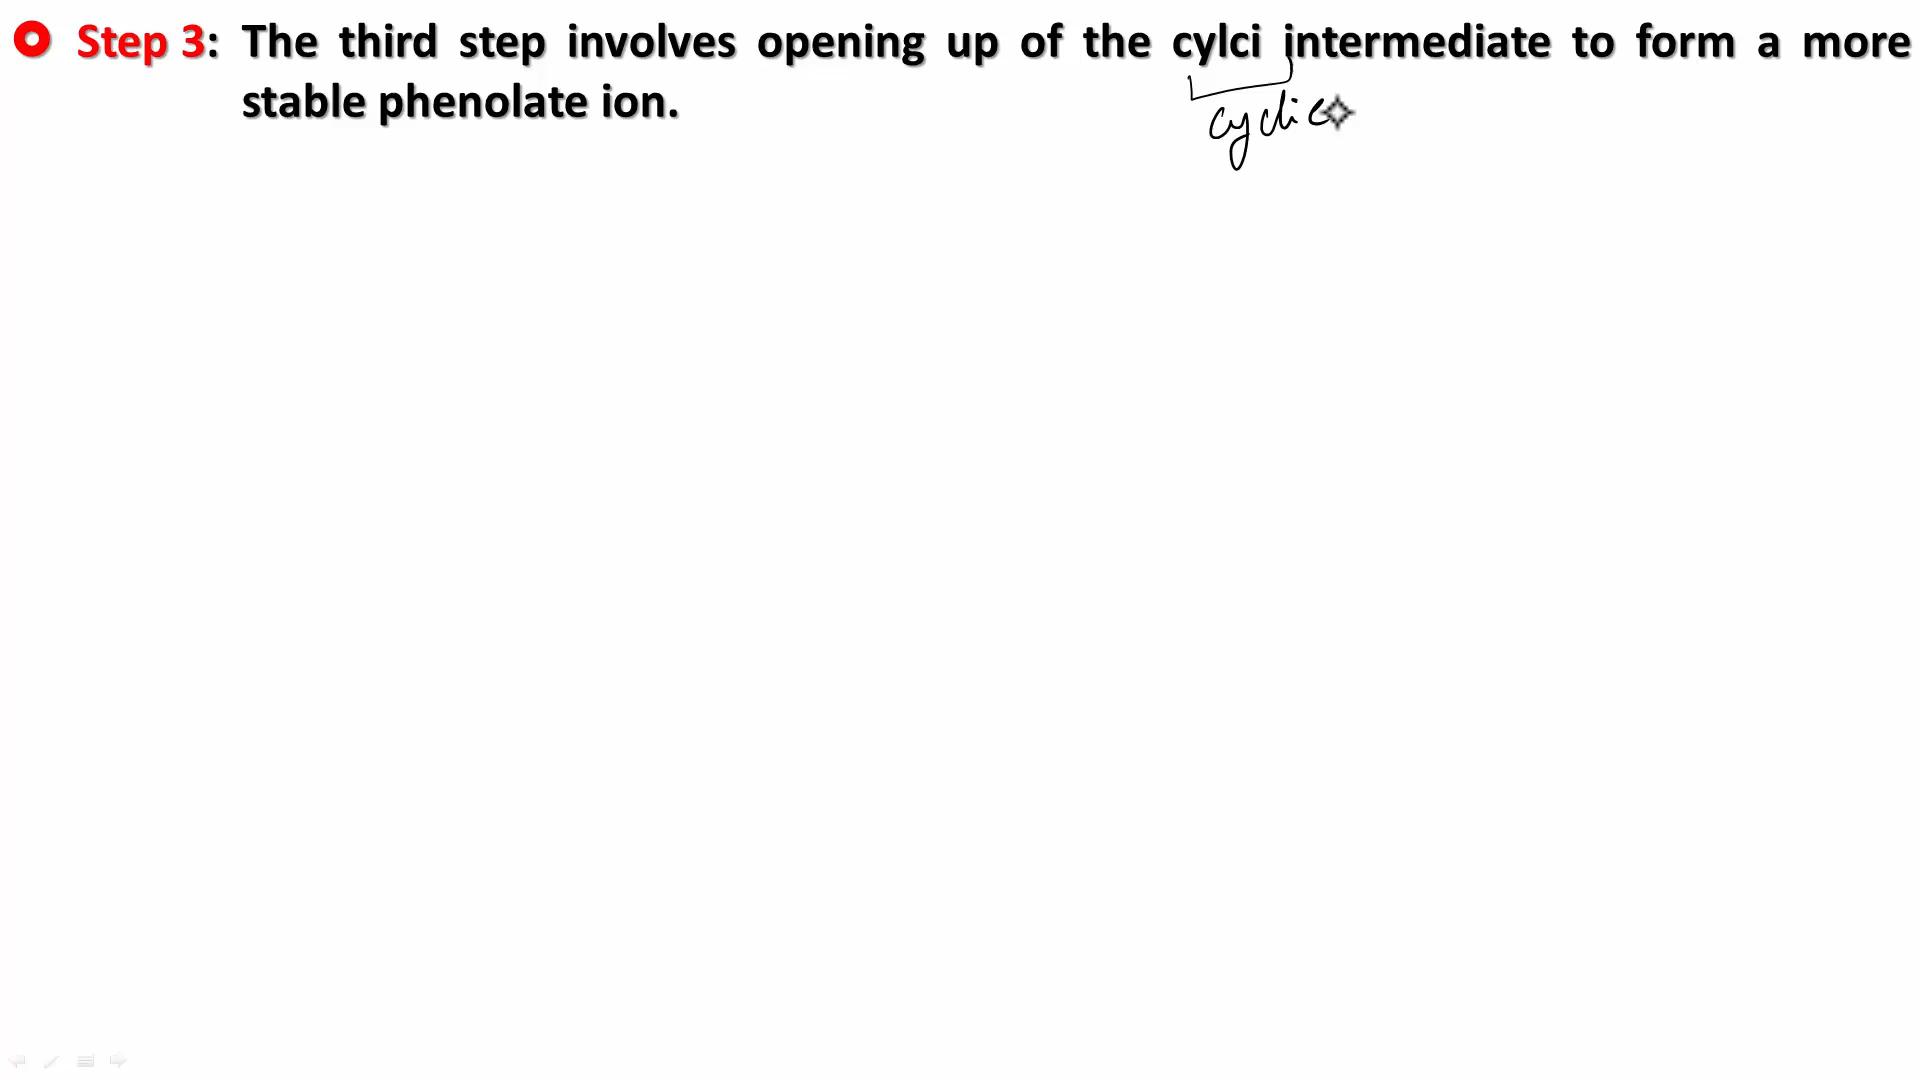 Step 3: The third step involves opening up of the cylci intermediate to form a more
stable phenolate ion.
cyclic